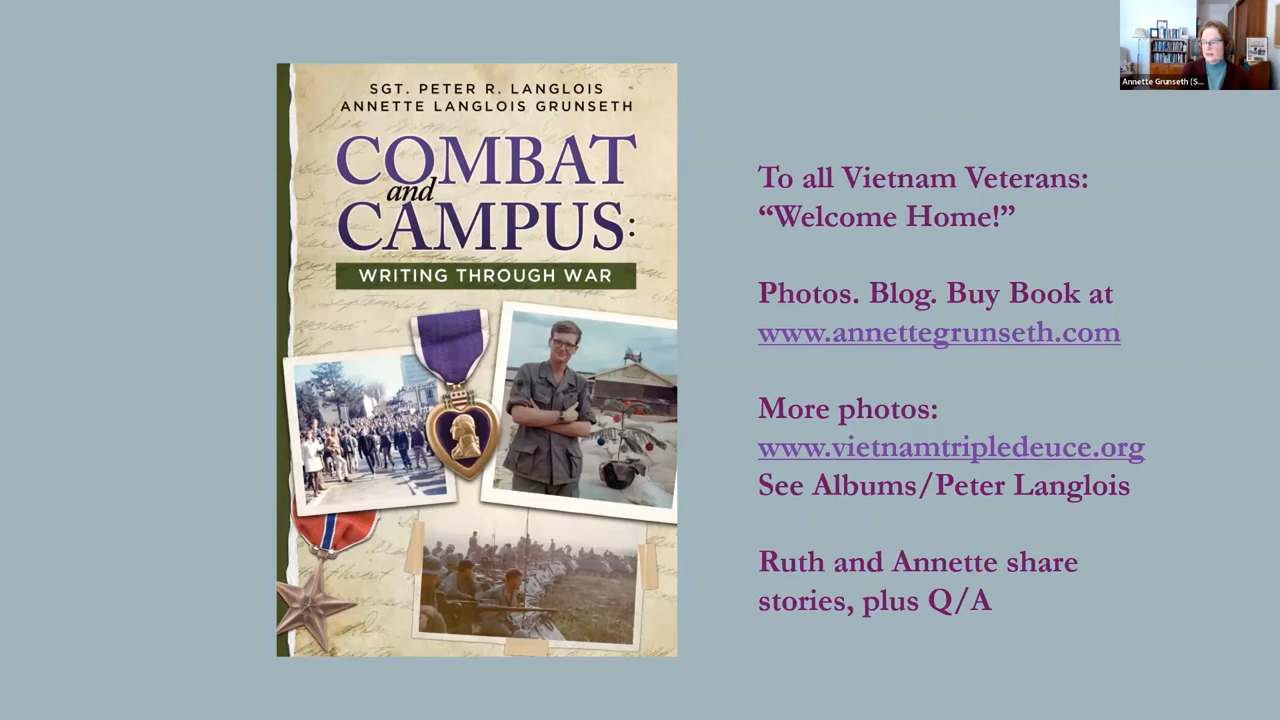 SGT. PETER R. LANGLOIS
ANNETTE LANGLOIS GRUNSETH
COMBAT
and
CAMPUS:
WRITING THROUGH WAR
To all Vietnam Veterans:
“Welcome Home!”
Photos. Blog. Buy Book at
www.annettegrunseth.com
More photos:
www.vietnamtripledeuce.org
See Albums/Peter Langlois
Ruth and Annette share
stories, plus Q/A
Annette Grunseth (S...